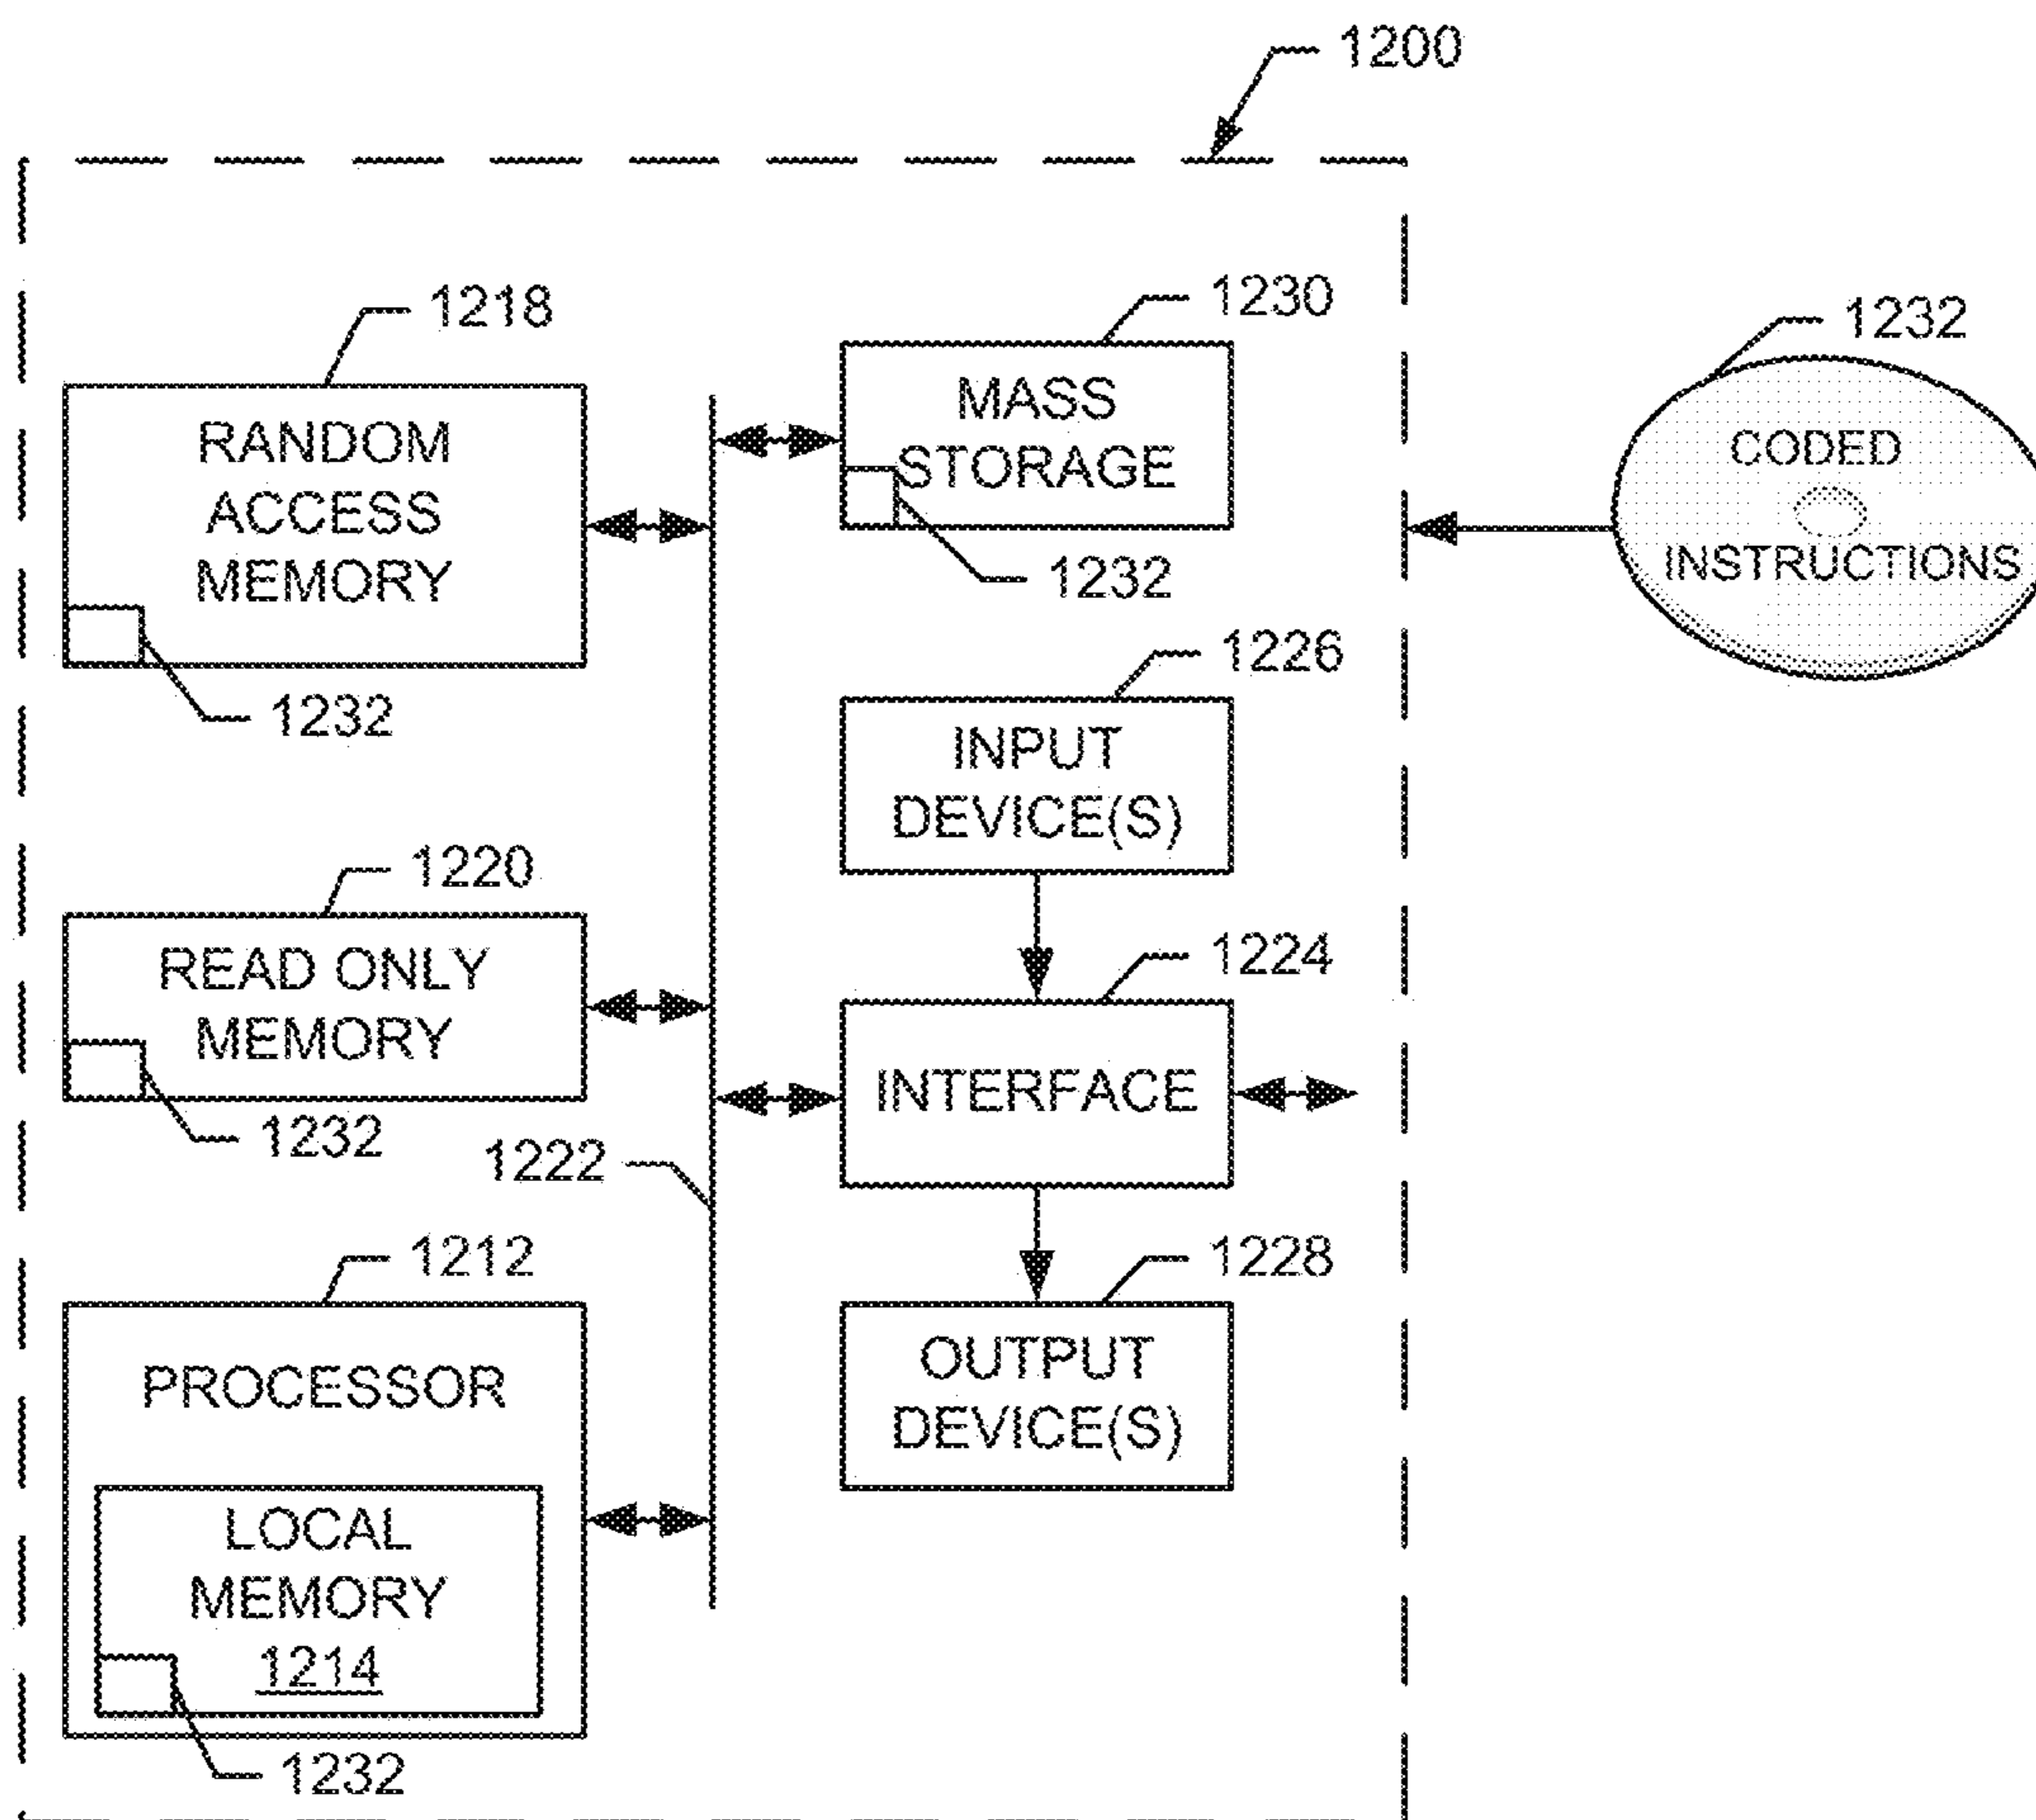 1200
1218
RANDOM
ACCESS
MEMORY
1232
1230
MASS
STORAGE
1232
1232
CODED
INSTRUCTIONS
1226
INPUT
DEVICE(S)
1220
READ ONLY
MEMORY
1232
1222
1224
INTERFACE
1212
PROCESSOR
LOCAL
MEMORY
1214
1232
1228
OUTPUT
DEVICE(S)